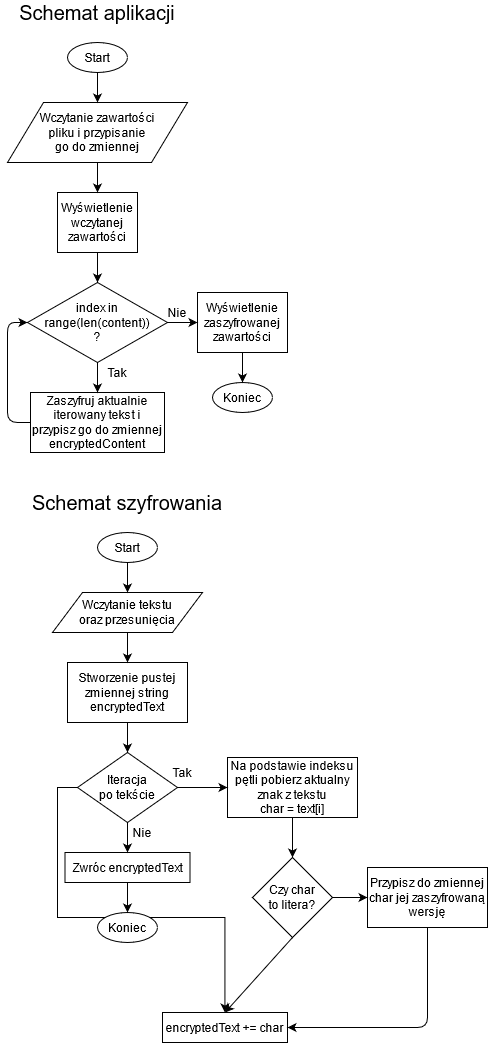 Schemat aplikacji
Start
Wczytanie zawartości
pliku i przypisanie
go do zmiennej
Wyświetlenie
wczytanej
zawartości
index in
range(len(content))
?
Nie
Wyświetlenie
zaszyfrowanej
zawartości
Tak
Koniec
Zaszyfruj aktualnie
iterowany tekst i
przypisz go do zmiennej
encryptedContent
Schemat szyfrowania
Start
Wczytanie tekstu
oraz przesunięcia
Stworzenie pustej
zmiennej string
encryptedText
Iteracja
po tekście
Tak
Na podstawie indeksu
pętli pobierz aktualny
znak z tekstu
char = text[i]
Nie
Zwróc encryptedText
Koniec
Czy char
to litera?
Przypisz do zmiennej
char jej zaszyfrowaną
wersję
encryptedText += char